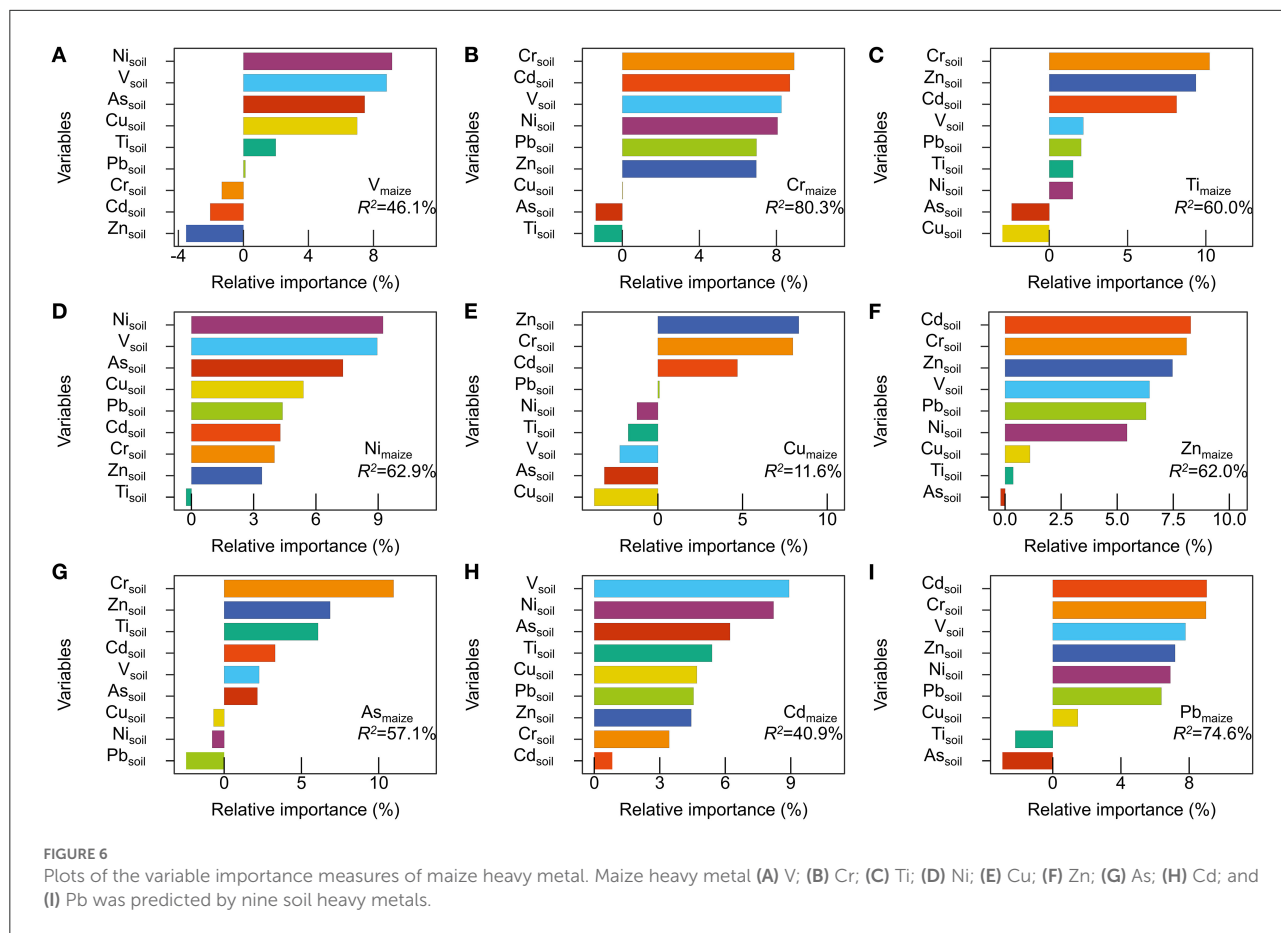 A
Variables
Ni soil
V soil
As soil
Cu soil
Ti soil
Pb soil
Cr soil
Cd soil
Zn soil
V maize
R²=46.1%
-4 0 4 8
Relative importance (%)
B
Variables
Cr soil
Cd soil
V soil
Ni soil
Pb soil
Zn soil
Cu soil
As soil
Ti soil
Cr maize
R²=80.3%
0 4 8
Relative importance (%)
C
Variables
Cr soil
Zn soil
Cd soil
V soil
Pb soil
Ti soil
Ni soil
As soil
Cu soil
Ti maize
R²=60.0%
0 5 10
Relative importance (%)
D
Variables
Ni soil
V soil
As soil
Cu soil
Pb soil
Cd soil
Cr soil
Zn soil
Ti soil
Ni maize
R²=62.9%
0 3 6 9
Relative importance (%)
E
Variables
Zn soil
Cr soil
Cd soil
Pb soil
Ni soil
Ti soil
V soil
As soil
Cu soil
Cu maize
R²=11.6%
0 5 10
Relative importance (%)
F
Variables
Cd soil
Cr soil
Zn soil
V soil
Pb soil
Ni soil
Cu soil
Ti soil
As soil
Zn maize
R²=62.0%
0.0 2.5 5.0 7.5 10.0
Relative importance (%)
G
Variables
Cr soil
Zn soil
Ti soil
Cd soil
V soil
As soil
Cu soil
Ni soil
Pb soil
As maize
R²=57.1%
0 5 10
Relative importance (%)
H
Variables
V soil
Ni soil
As soil
Ti soil
Cu soil
Pb soil
Zn soil
Cr soil
Cd soil
Cd maize
R²=40.9%
0 3 6 9
Relative importance (%)
I
Variables
Cd soil
Cr soil
V soil
Zn soil
Ni soil
Pb soil
Cu soil
Ti soil
As soil
Pb maize
R²=74.6%
0 4 8
Relative importance (%)
FIGURE 6
Plots of the variable importance measures of maize heavy metal. Maize heavy metal (A) V; (B) Cr; (C) Ti; (D) Ni; (E) Cu; (F) Zn; (G) As; (H) Cd; and
(I) Pb was predicted by nine soil heavy metals.